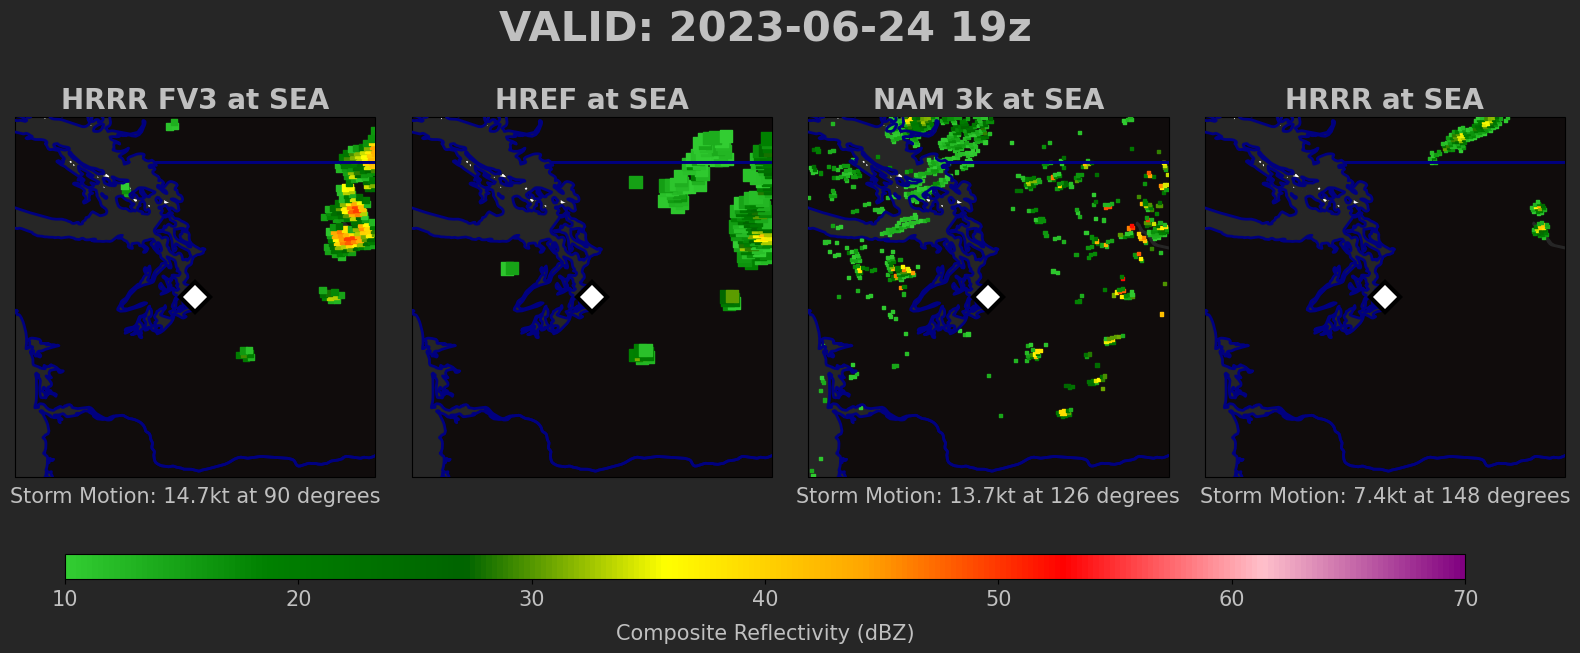 VALID: 2023-06-24 19z
HRRR FV3 at SEA
HREF at SEA
NAM 3k at SEA
HRRR at SEA
Storm Motion: 14.7kt at 90 degrees
Storm Motion: 13.7kt at 126 degrees
Storm Motion: 7.4kt at 148 degrees
10 20 30 40 50 60 70
Composite Reflectivity (dBZ)